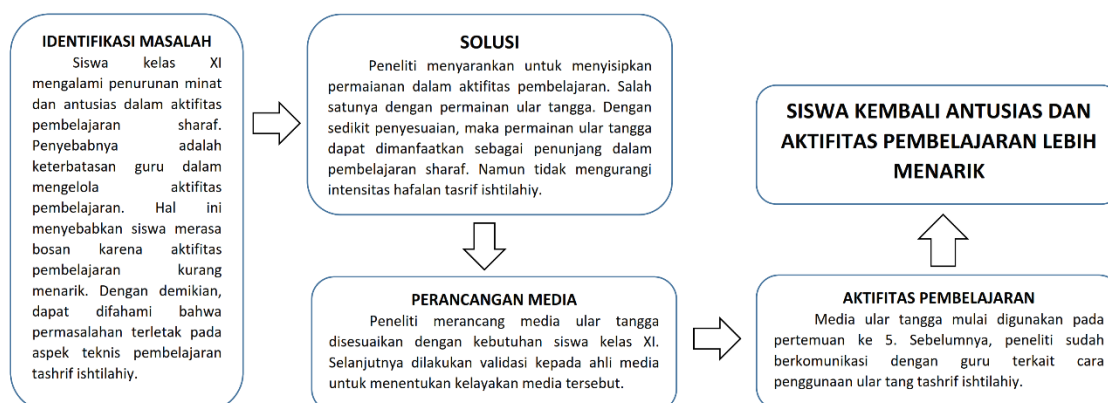 IDENTIFIKASI MASALAH
Siswa kelas XI
mengalami penurunan minat
dan antusias dalam aktifitas
pembelajaran sharaf.
Penyebabnya adalah
keterbatasan guru dalam
mengelola aktifitas
pembelajaran. Hal ini
menyebabkan siswa merasa
bosan karena aktifitas
pembelajaran kurang
menarik. Dengan demikian,
dapat difahami bahwa
permasalahan terletak pada
aspek teknis pembelajaran
tashrif ishtilahiy.
SOLUSI
Peneliti menyarankan untuk menyisipkan
permaianan dalam aktifitas pembelajaran. Salah
satunya dengan permainan ular tangga. Dengan
sedikit penyesuaian, maka permainan ular tangga
dapat dimanfaatkan sebagai penunjang dalam
pembelajaran sharaf. Namun tidak mengurangi
intensitas hafalan tasrif ishtilahiy.
PERANCANGAN MEDIA
Peneliti merancang media ular tangga
disesuaikan dengan kebutuhan siswa kelas XI.
Selanjutnya dilakukan validasi kepada ahli media
untuk menentukan kelayakan media tersebut.
AKTIFITAS PEMBELAJARAN
Media ular tangga mulai digunakan pada
pertemuan ke 5. Sebelumnya, peneliti sudah
berkomunikasi dengan guru terkait cara
penggunaan ular tang tashrif ishtilahiy.
SISWA KEMBALI ANTUSIAS DAN
AKTIFITAS PEMBELAJARAN LEBIH
MENARIK